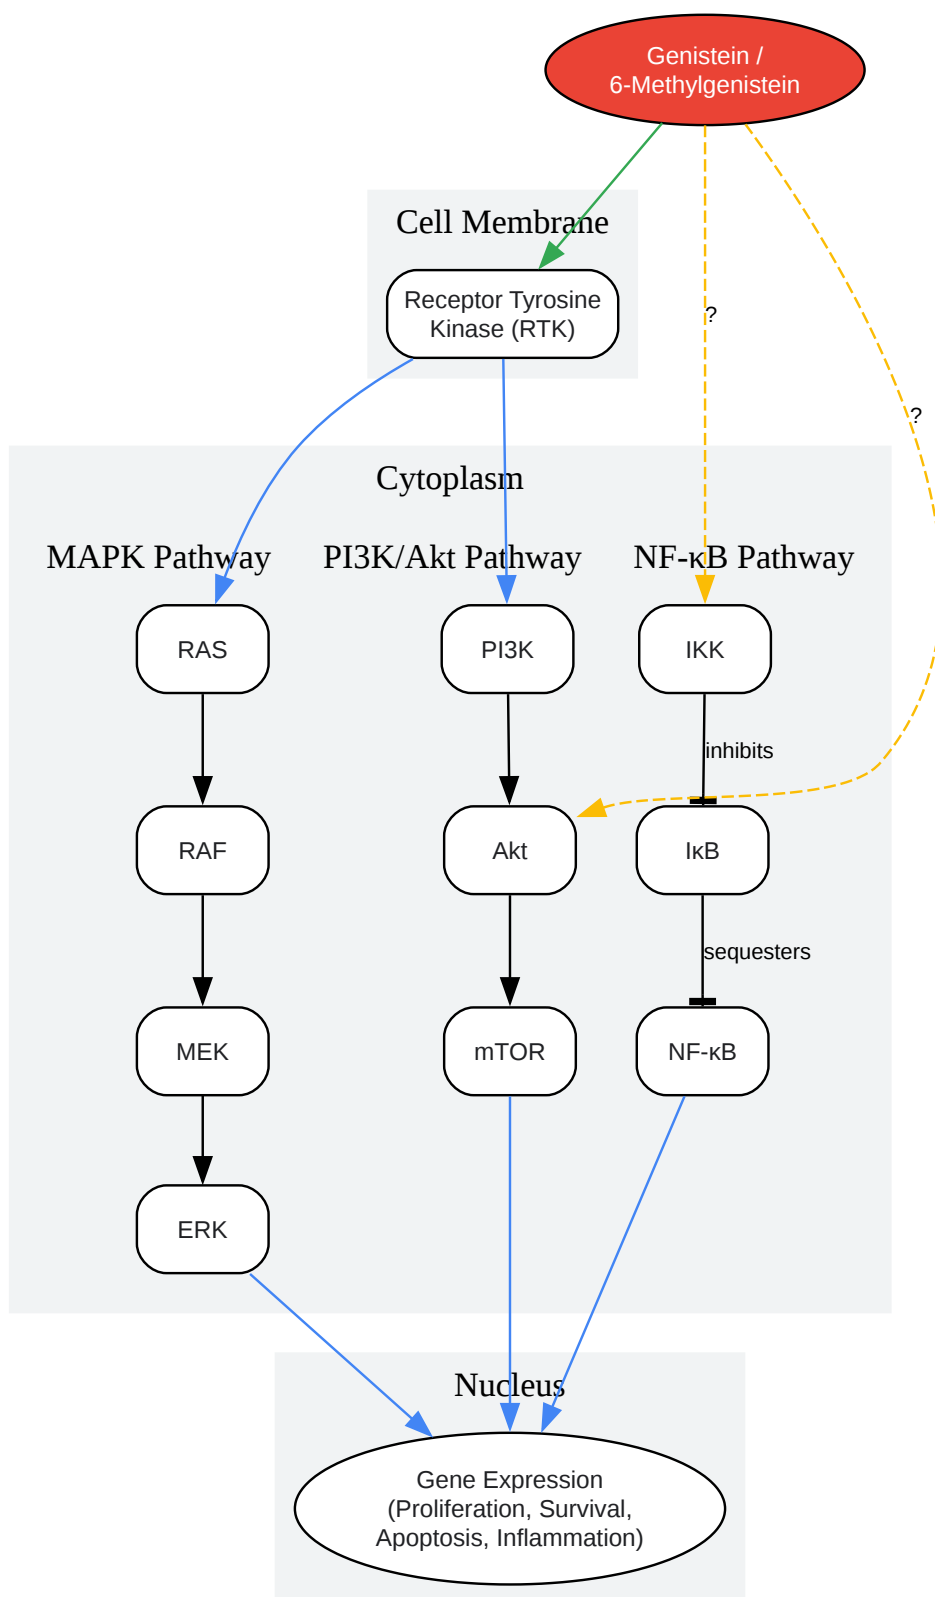 Genistein /
6-Methylgenistein
Cell Membrane
Receptor Tyrosine
Kinase (RTK)
?
?
Cytoplasm
MAPK Pathway
PI3K/Akt Pathway
NF-κB Pathway
RAS
PI3K
IKK
inhibits
RAF
Akt
IκB
sequesters
MEK
mTOR
NF-κB
ERK
Nucleus
Gene Expression
(Proliferation, Survival,
Apoptosis, Inflammation)